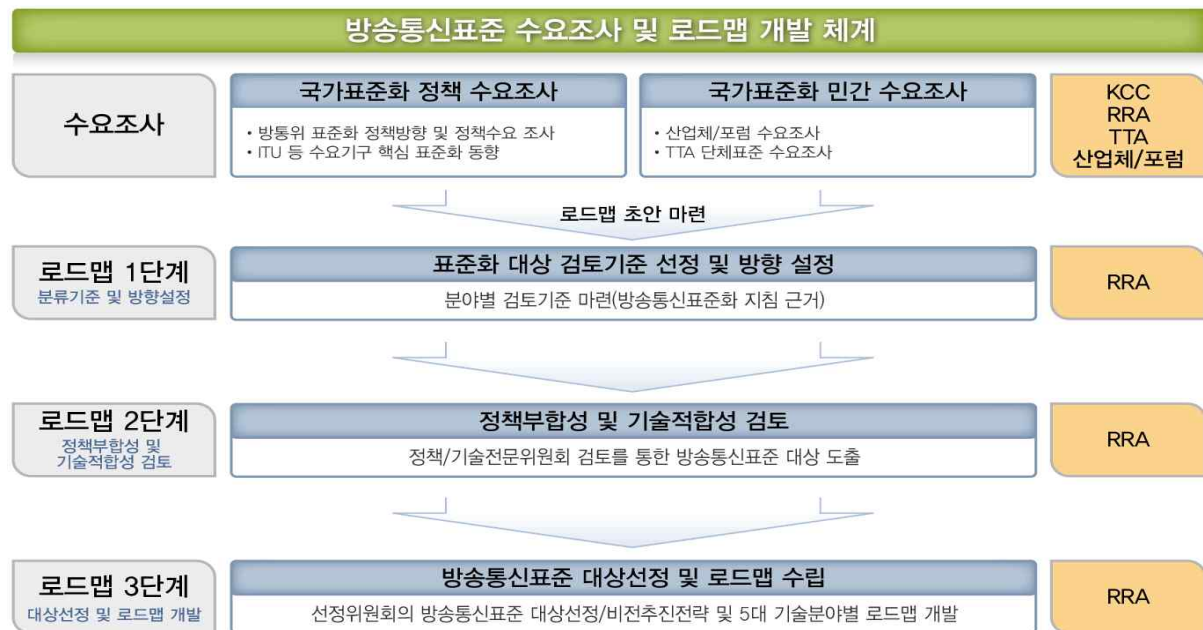 방송통신표준 수요조사 및 로드맵 개발 체계
수요조사
국가표준화 정책 수요조사
• 방통위 표준화 정책방향 및 정책수요 조사
• ITU 등 수요기구 핵심 표준화 동향
국가표준화 민간 수요조사
• 산업체/포럼 수요조사
• TTA 단체표준 수요조사
KCC
RRA
TTA
산업체/포럼
로드맵 초안 마련
로드맵 1단계
분류기준 및 방향설정
표준화 대상 검토기준 선정 및 방향 설정
분야별 검토기준 마련(방송통신표준화 지침 근거)
RRA
로드맵 2단계
정책부합성 및
기술적합성 검토
정책부합성 및 기술적합성 검토
정책/기술전문위원회 검토를 통한 방송통신표준 대상 도출
RRA
로드맵 3단계
대상선정 및 로드맵 개발
방송통신표준 대상선정 및 로드맵 수립
선정위원회의 방송통신표준 대상선정/비전추진전략 및 5대 기술분야별 로드맵 개발
RRA